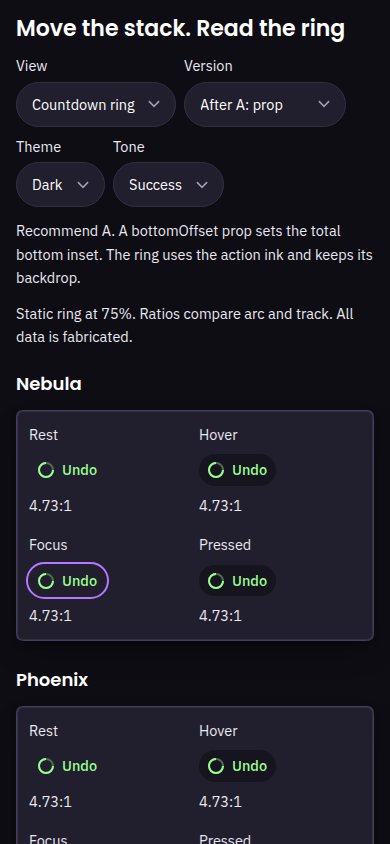 Move the stack. Read the ring
View
Version
Countdown ring
After A: prop
Theme
Tone
Dark
Success
Recommend A. A bottomOffset prop sets the total
bottom inset. The ring uses the action ink and keeps its
backdrop.
Static ring at 75%. Ratios compare arc and track. All
data is fabricated.
Nebula
Rest
Hover
Undo
Undo
4.73:1
4.73:1
Focus
Pressed
Undo
Undo
4.73:1
4.73:1
Phoenix
Rest
Hover
Undo
Undo
4.73:1
4.73:1
Focus
Pressed